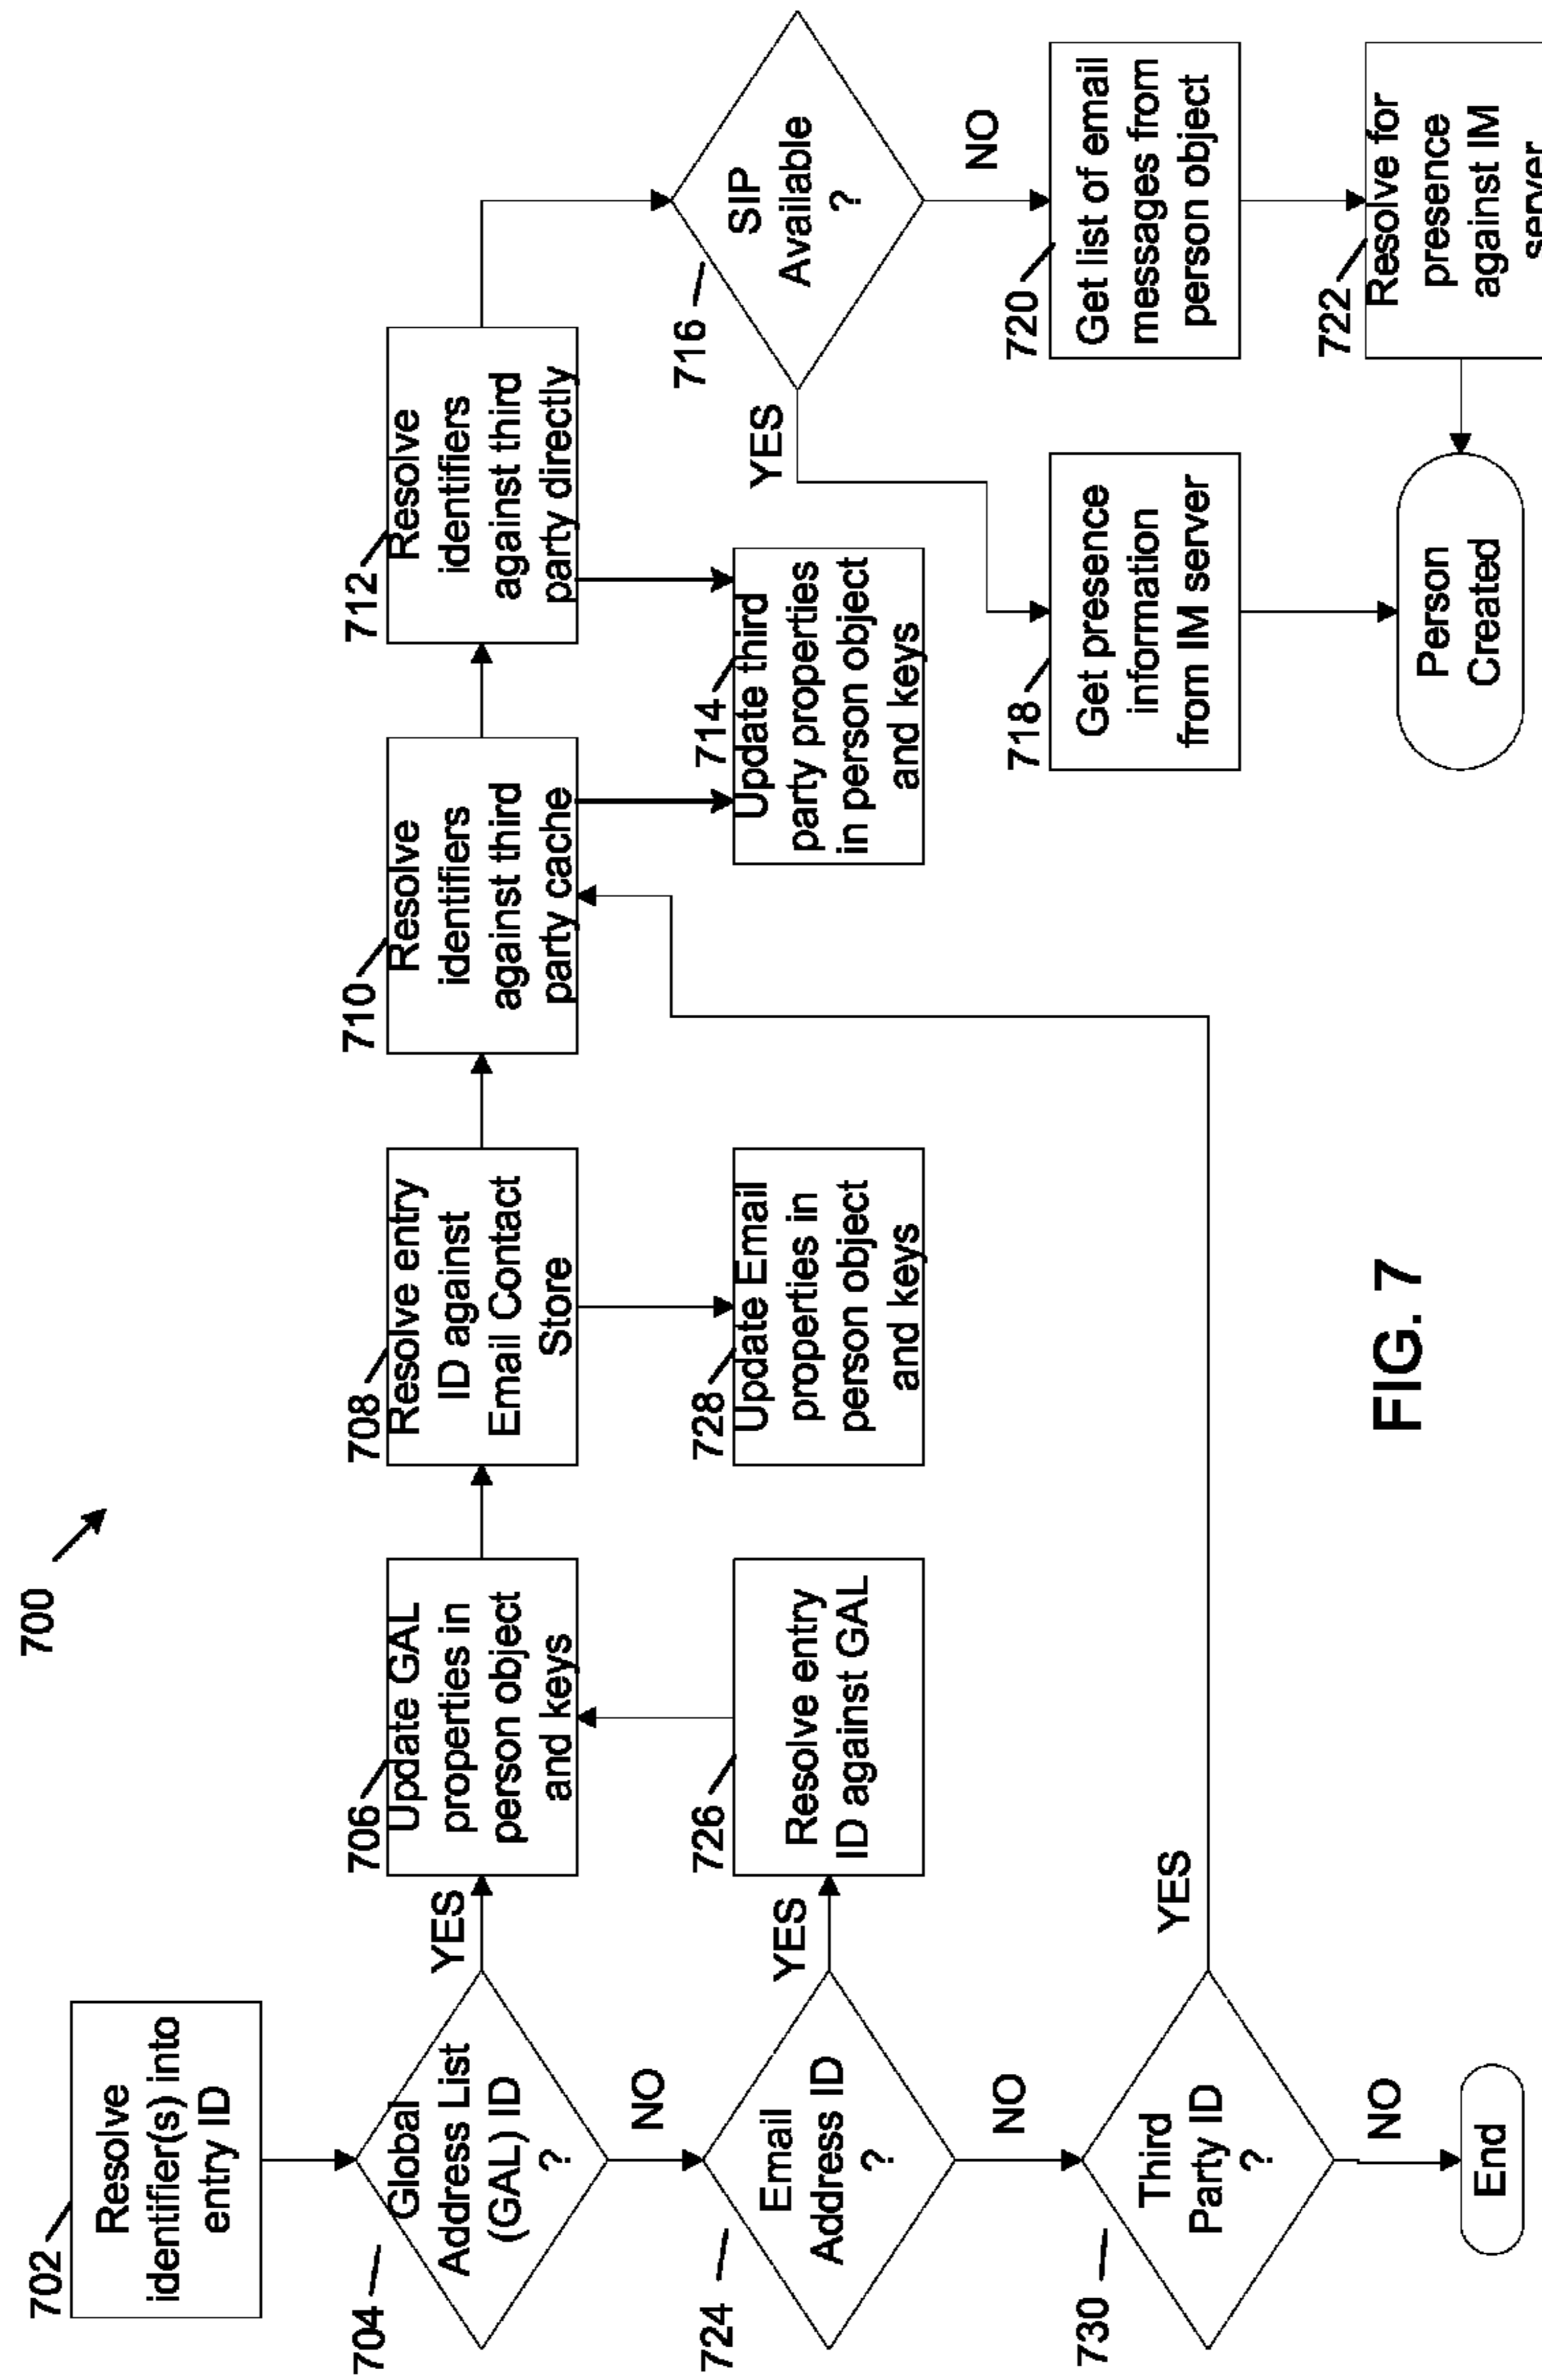 700
702
Resolve
identifier(s) into
entry ID
704
Global
Address List
(GAL) ID
?
YES
NO
706
Update GAL
properties in
person object
and keys
708
Resolve entry
ID against
Email Contact
Store
710
Resolve
identifiers
against third
party cache
712
Resolve
identifiers
against third
party directly
724
Email
Address ID
?
YES
NO
726
Resolve entry
ID against GAL
728
Update Email
properties in
person object
and keys
714
Update third
party properties
in person object
and keys
716
SIP
Available
?
YES
NO
730
Third
Party ID
?
YES
NO
End
718
Get presence
information
from IM server
720
Get list of email
messages from
person object
722
Resolve for
presence
against IM
server
Person
Created
FIG. 7